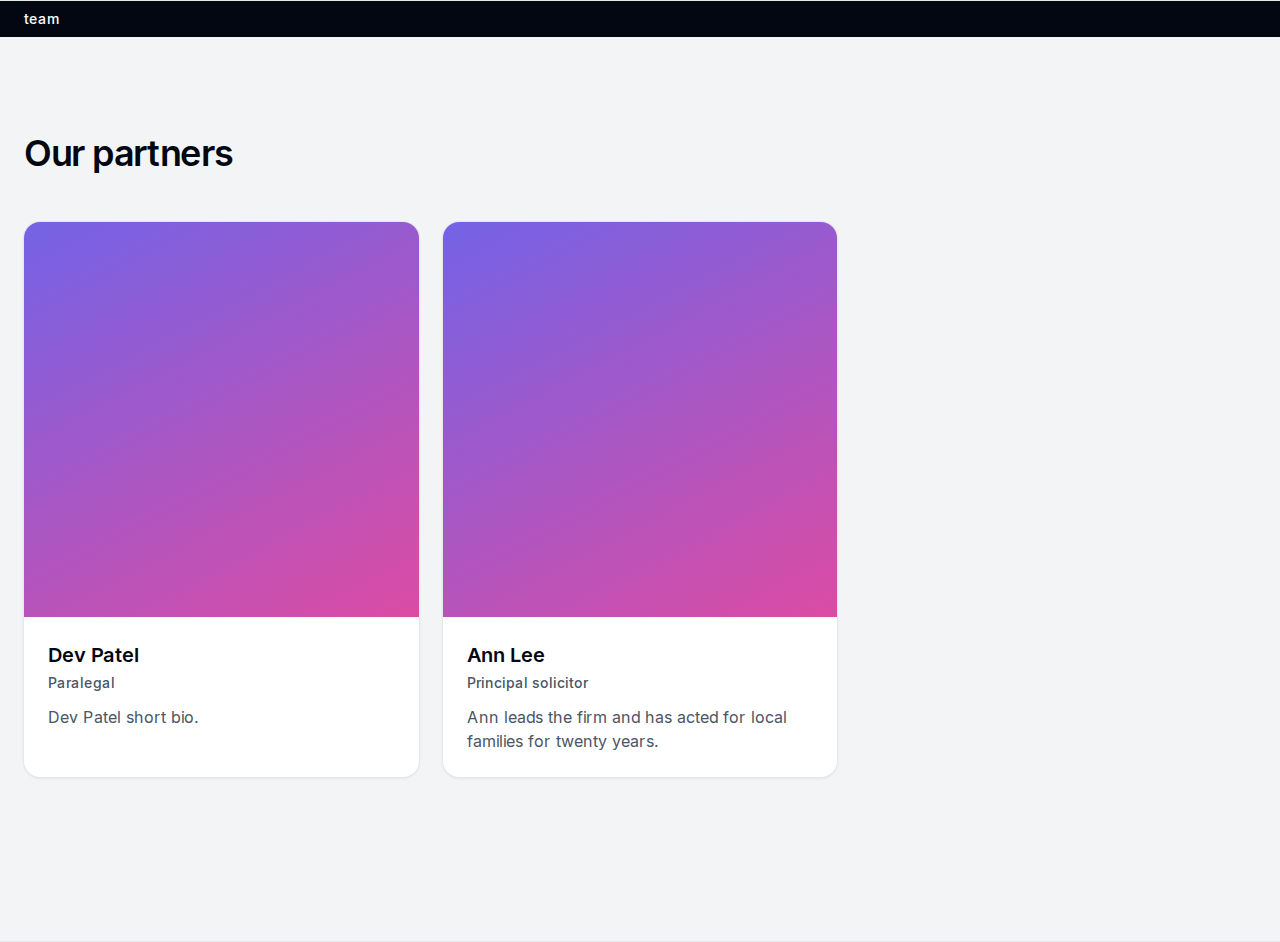 team
Our partners
Dev Patel
Paralegal
Dev Patel short bio.
Ann Lee
Principal solicitor
Ann leads the firm and has acted for local
families for twenty years.